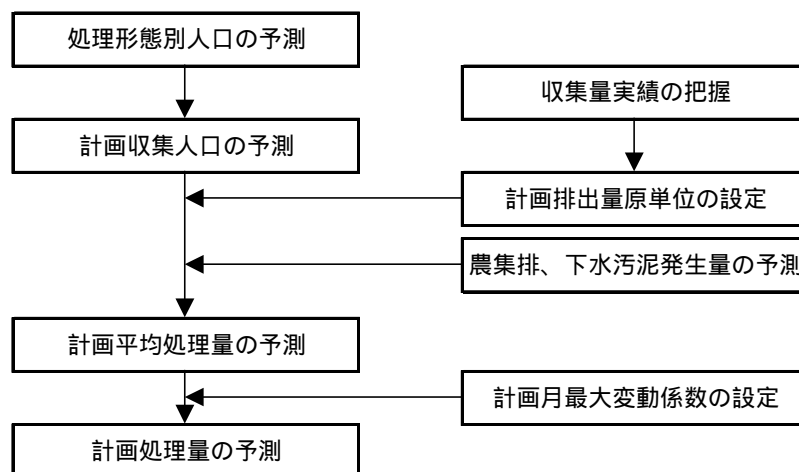 処理形態別人口の予測
収集量実績の把握
計画収集人口の予測
計画排出量原単位の設定
農集排、下水汚泥発生量の予測
計画平均処理量の予測
計画月最大変動係数の設定
計画処理量の予測